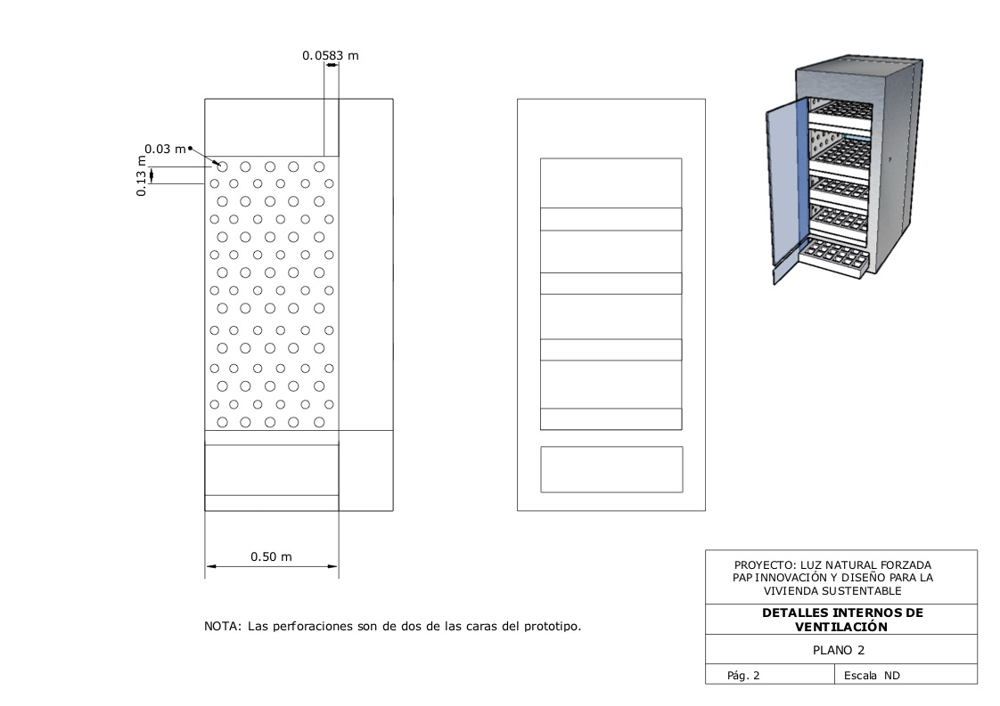 0.0583 m
0.03 m
0.13 m
0.50 m
NOTA: Las perforaciones son de dos de las caras del prototipo.
PROYECTO: LUZ NATURAL FORZADA
PAP INNOVACIÓN Y DISEÑO PARA LA
VIVIENDA SUSTENTABLE
DETALLES INTERNOS DE
VENTILACIÓN
PLANO 2
Pág. 2
Escala ND